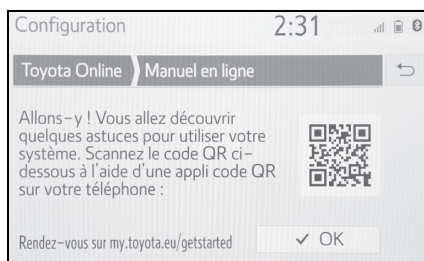 Configuration 2:31
Toyota Online Manuel en ligne
Allons-y ! Vous allez découvrir
quelques astuces pour utiliser votre
système. Scannez le code QR ci-
dessous à l'aide d'une appli code QR
sur votre téléphone :
Rendez-vous sur my.toyota.eu/getstarted ✓ OK